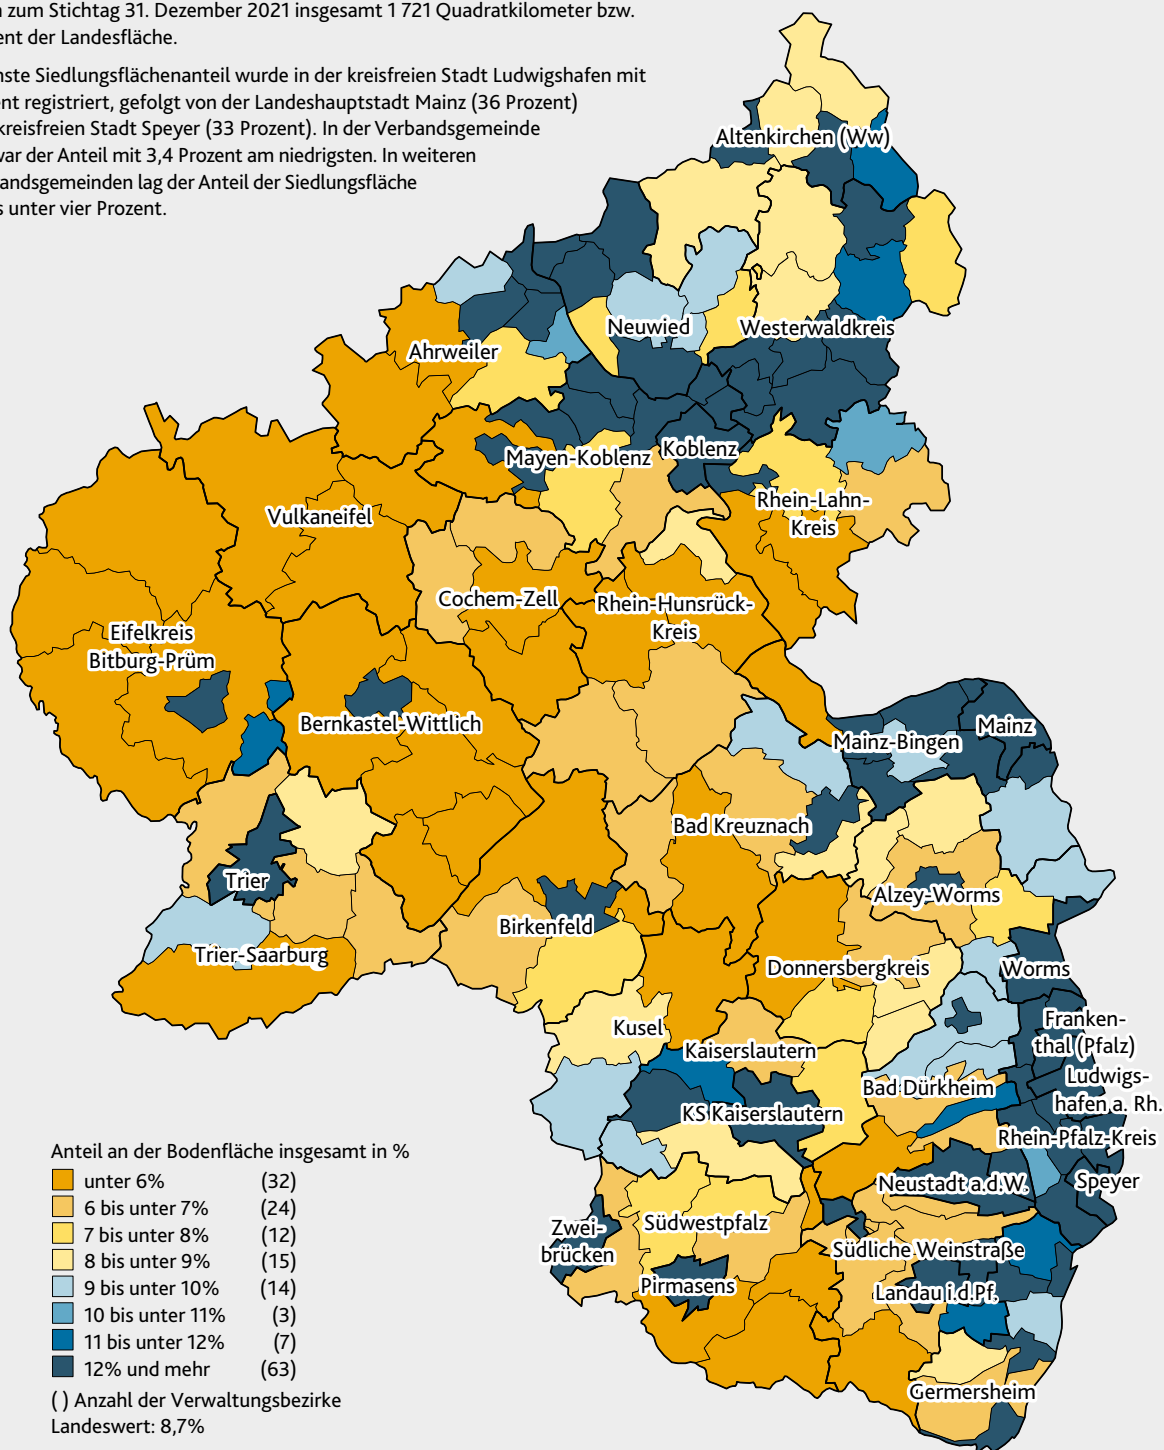 zum Stichtag 31. Dezember 2021 insgesamt 1 721 Quadratkilometer bzw.
der Landesfläche.
Siedlungsflächenanteil wurde in der kreisfreien Stadt Ludwigshafen mit
registriert, gefolgt von der Landeshauptstadt Mainz (36 Prozent)
kreisfreien Stadt Speyer (33 Prozent). In der Verbandsgemeinde
war der Anteil mit 3,4 Prozent am niedrigsten. In weiteren
lag der Anteil der Siedlungsfläche
unter vier Prozent.
Altenkirchen (Ww)
Neuwied
Westerwaldkreis
Ahrweiler
Koblenz
Mayen-Koblenz
Rhein-Lahn-
Kreis
Vulkaneifel
Cochem-Zell
Rhein-Hunsrück-
Kreis
Eifelkreis
Bitburg-Prüm
Bernkastel-Wittlich
Mainz
Mainz-Bingen
Bad Kreuznach
Trier
Alzey-Worms
Birkenfeld
Trier-Saarburg
Donnersbergkreis
Worms
Kusel
Franken-
thal (Pfalz)
Kaiserslautern
Ludwigs-
hafen a. Rh.
Bad Dürkheim
KS Kaiserslautern
Rhein-Pfalz-Kreis
Neustadt a.d.W.
Speyer
Zwei-
brücken
Südwestpfalz
Südliche Weinstraße
Pirmasens
Landau i.d.Pf.
Germersheim
Anteil an der Bodenfläche insgesamt in %
unter 6% (32)
6 bis unter 7% (24)
7 bis unter 8% (12)
8 bis unter 9% (15)
9 bis unter 10% (14)
10 bis unter 11% (3)
11 bis unter 12% (7)
12% und mehr (63)
( ) Anzahl der Verwaltungsbezirke
Landeswert: 8,7%